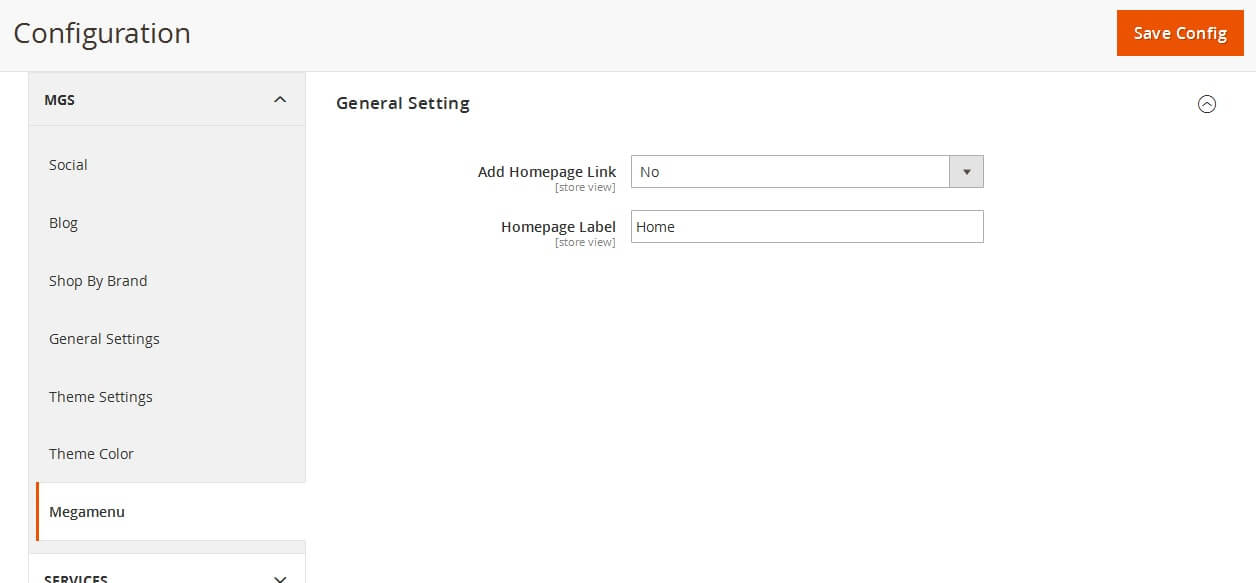 Configuration
Save Config
MGS
Social
Blog
Shop By Brand
General Settings
Theme Settings
Theme Color
Megamenu
SERVICES
General Setting
Add Homepage Link
[store view]
No
Homepage Label
[store view]
Home